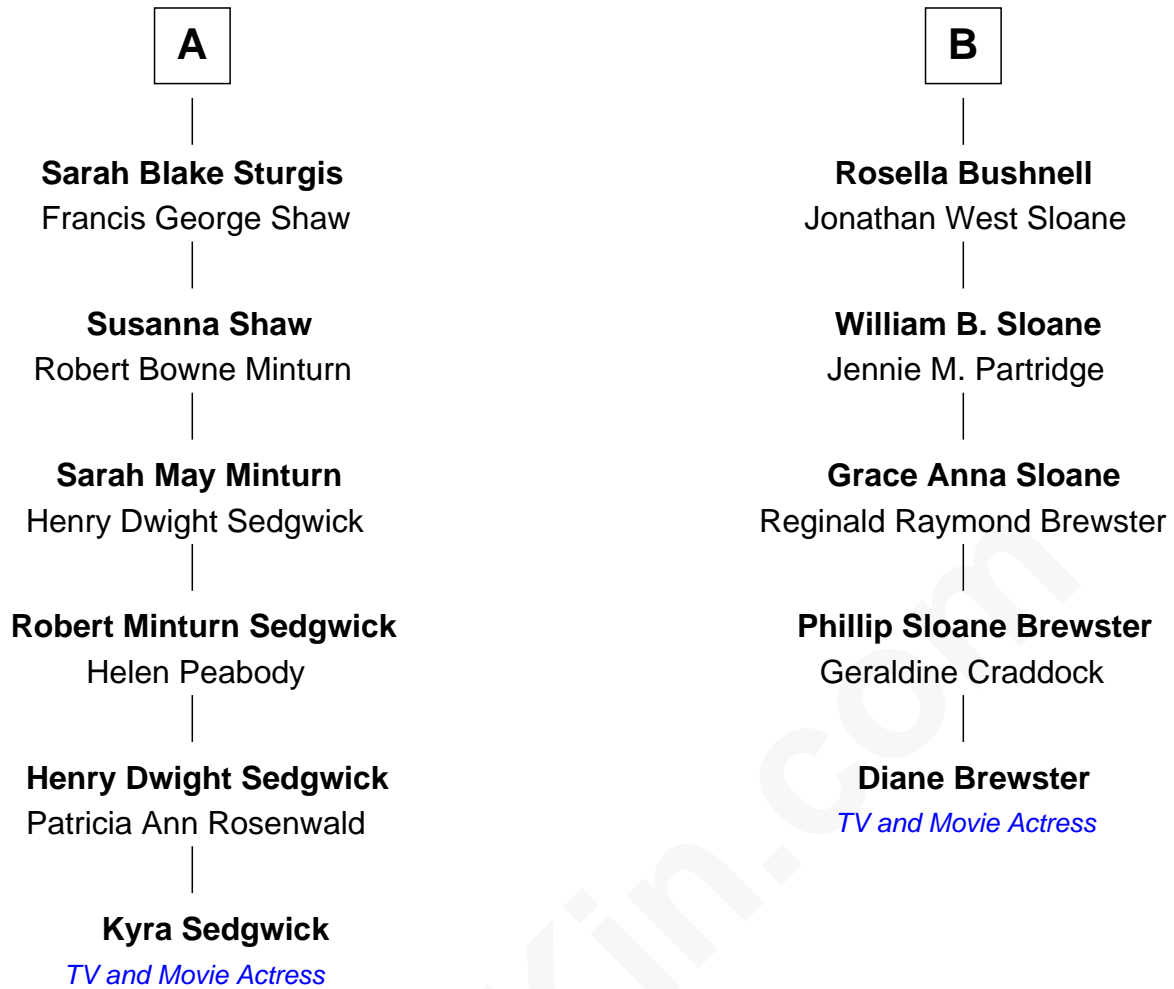 A
Sarah Blake Sturgis
Francis George Shaw
Susanna Shaw
Robert Bowne Minturn
Sarah May Minturn
Henry Dwight Sedgwick
Robert Minturn Sedgwick
Helen Peabody
Henry Dwight Sedgwick
Patricia Ann Rosenwald
Kyra Sedgwick
TV and Movie Actress
B
Rosella Bushnell
Jonathan West Sloane
William B. Sloane
Jennie M. Partridge
Grace Anna Sloane
Reginald Raymond Brewster
Phillip Sloane Brewster
Geraldine Craddock
Diane Brewster
TV and Movie Actress
Kin.com